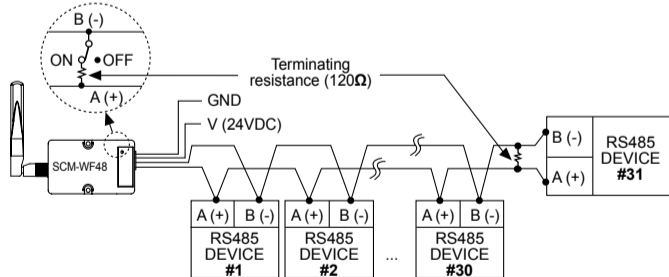 B (-)
ON OFF
A (+)
Terminating
resistance (120Ω)
GND
V (24VDC)
SCM-WF48
B (-)
A (+)
RS485
DEVICE
#31
A (+) B (-)
RS485
DEVICE
#1
A (+) B (-)
RS485
DEVICE
#2
...
A (+) B (-)
RS485
DEVICE
#30